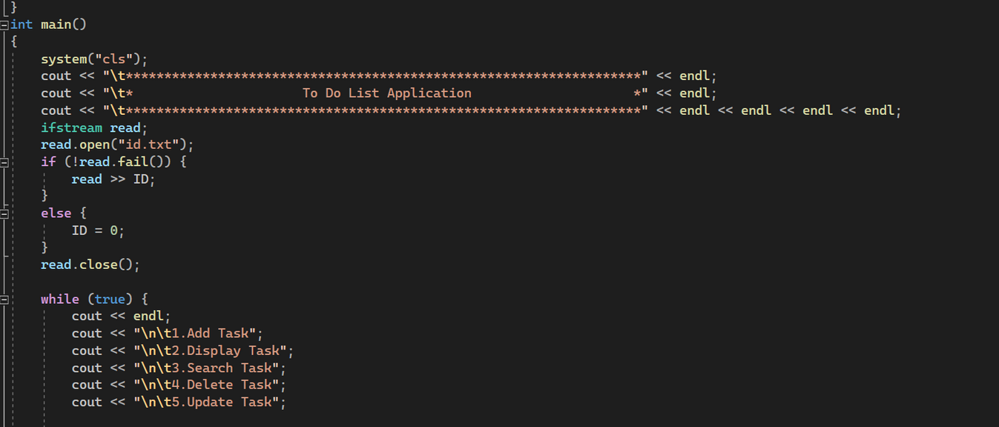 }
int main()
{
    system("cls");
    cout << "\t*******************************************************************" << endl;
    cout << "\t*                      To Do List Application                     *" << endl;
    cout << "\t*******************************************************************" << endl << endl << endl << endl;
    ifstream read;
    read.open("id.txt");
    if (!read.fail()) {
        read >> ID;
    }
    else {
        ID = 0;
    }
    read.close();

    while (true) {
        cout << endl;
        cout << "\n\t1.Add Task";
        cout << "\n\t2.Display Task";
        cout << "\n\t3.Search Task";
        cout << "\n\t4.Delete Task";
        cout << "\n\t5.Update Task";